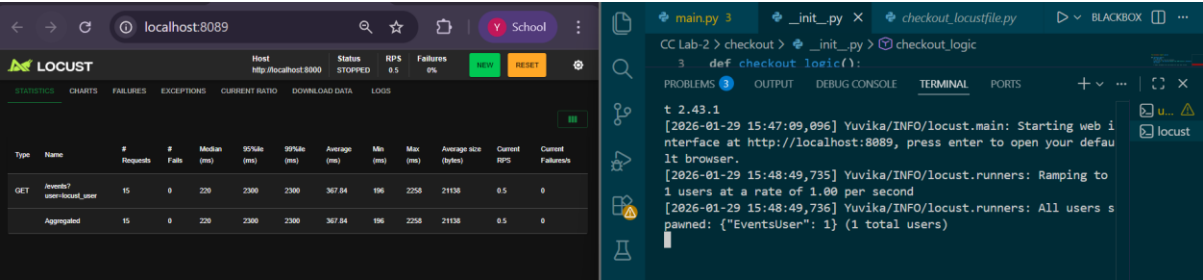 localhost:8089
Y School
LOCUST
Host
http://localhost:8000
Status
STOPPED
RPS
0.5
Failures
0%
NEW
RESET
STATISTICS CHARTS FAILURES EXCEPTIONS CURRENT RATIO DOWNLOAD DATA LOGS
Type Name # Requests # Fails Median (ms) 95%ile (ms) 99%ile (ms) Average (ms) Min (ms) Max (ms) Average size (bytes) Current RPS Current Failures/s
GET /events?user=locust_user 15 0 220 2300 2300 367.84 196 2258 21138 0.5 0
Aggregated 15 0 220 2300 2300 367.84 196 2258 21138 0.5 0
main.py 3 __init__.py checkout_locustfile.py BLACKBOX
CC Lab-2 > checkout > __init__.py > checkout_logic
3 def checkout_logic():
PROBLEMS 3 OUTPUT DEBUG CONSOLE TERMINAL PORTS
t 2.43.1
[2026-01-29 15:47:09,096] Yuvika/INFO/locust.main: Starting web i
nterface at http://localhost:8089, press enter to open your defau
lt browser.
[2026-01-29 15:48:49,735] Yuvika/INFO/locust.runners: Ramping to
1 users at a rate of 1.00 per second
[2026-01-29 15:48:49,736] Yuvika/INFO/locust.runners: All users s
pawned: {"EventsUser": 1} (1 total users)
u...
locust